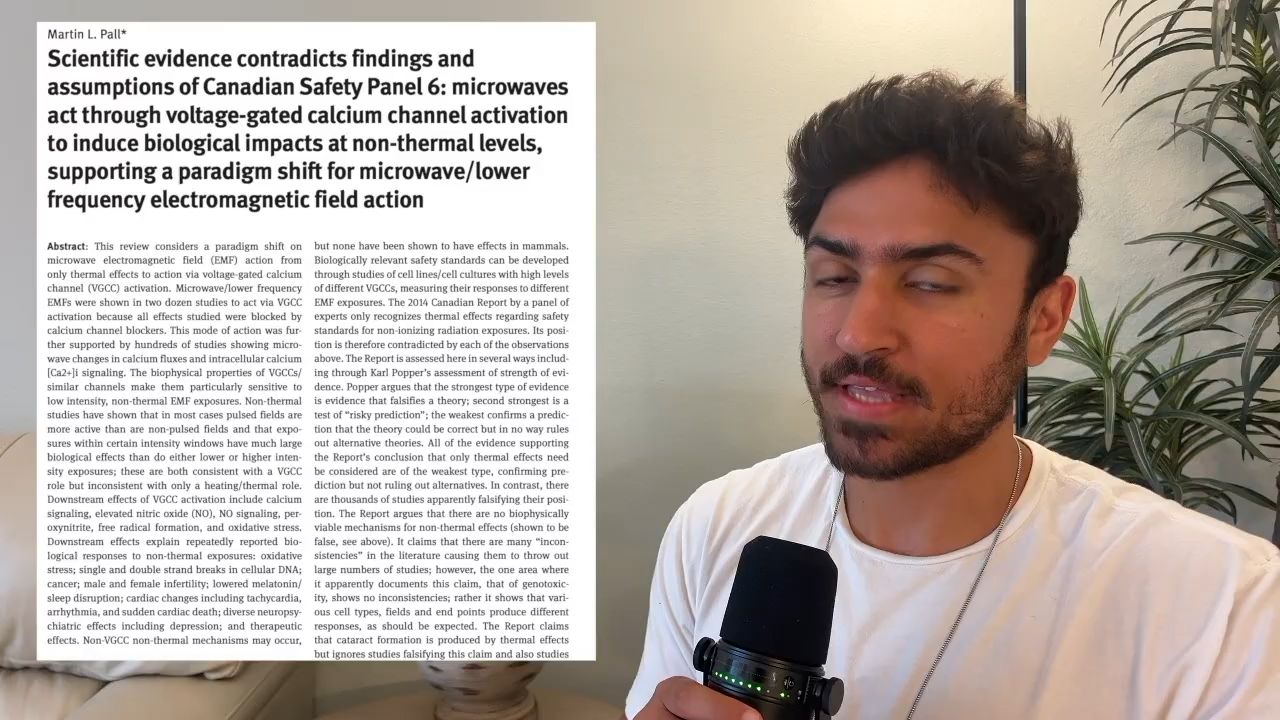 Martin L. Pall*
Scientific evidence contradicts findings and
assumptions of Canadian Safety Panel 6: microwaves
act through voltage-gated calcium channel activation
to induce biological impacts at non-thermal levels,
supporting a paradigm shift for microwave/lower
frequency electromagnetic field action
Abstract: This review considers a paradigm shift on
microwave electromagnetic field (EMF) action from
only thermal effects to action via voltage-gated calcium
channel (VGCC) activation. Microwave/lower frequency
EMFs were shown in two dozen studies to act via VGCC
activation because all effects studied were blocked by
calcium channel blockers. This mode of action was fur-
ther supported by hundreds of studies showing micro-
wave changes in calcium fluxes and intracellular calcium
[Ca2+]i signaling. The biophysical properties of VGCCs/
similar channels make them particularly sensitive to
low intensity, non-thermal EMF exposures. Non-thermal
studies have shown that in most cases pulsed fields are
more active than are non-pulsed fields and that expo-
sures within certain intensity windows have much large
biological effects than do either lower or higher inten-
sity exposures; these are both consistent with a VGCC
role but inconsistent with only a heating/thermal role.
Downstream effects of VGCC activation include calcium
signaling, elevated nitric oxide (NO), NO signaling, per-
oxynitrite, free radical formation, and oxidative stress.
Downstream effects explain repeatedly reported bio-
logical responses to non-thermal exposures: oxidative
stress; single and double strand breaks in cellular DNA;
cancer; male and female infertility; lowered melatonin/
sleep disruption; cardiac changes including tachycardia,
arrhythmia, and sudden cardiac death; diverse neuropsy-
chiatric effects including depression; and therapeutic
effects. Non-VGCC non-thermal mechanisms may occur,
but none have been shown to have effects in mammals.
Biologically relevant safety standards can be developed
through studies of cell lines/cell cultures with high levels
of different VGCCs, measuring their responses to different
EMF exposures. The 2014 Canadian Report by a panel of
experts only recognizes thermal effects regarding safety
standards for non-ionizing radiation exposures. Its posi-
tion is therefore contradicted by each of the observations
above. The Report is assessed here in several ways includ-
ing through Karl Popper's assessment of strength of evi-
dence. Popper argues that the strongest type of evidence
is evidence that falsifies a theory; second strongest is a
test of "risky prediction"; the weakest confirms a predic-
tion that the theory could be correct but in no way rules
out alternative theories. All of the evidence supporting
the Report's conclusion that only thermal effects need
be considered are of the weakest type, confirming pre-
diction but not ruling out alternatives. In contrast, there
are thousands of studies apparently falsifying their posi-
tion. The Report argues that there are no biophysically
viable mechanisms for non-thermal effects (shown to be
false, see above). It claims that there are many "incon-
sistencies" in the literature causing them to throw out
large numbers of studies; however, the one area where
it apparently documents this claim, that of genotoxic-
ity, shows no inconsistencies; rather it shows that vari-
ous cell types, fields and end points produce different
responses, as should be expected. The Report claims
that cataract formation is produced by thermal effects
but ignores studies falsifying this claim and also studies